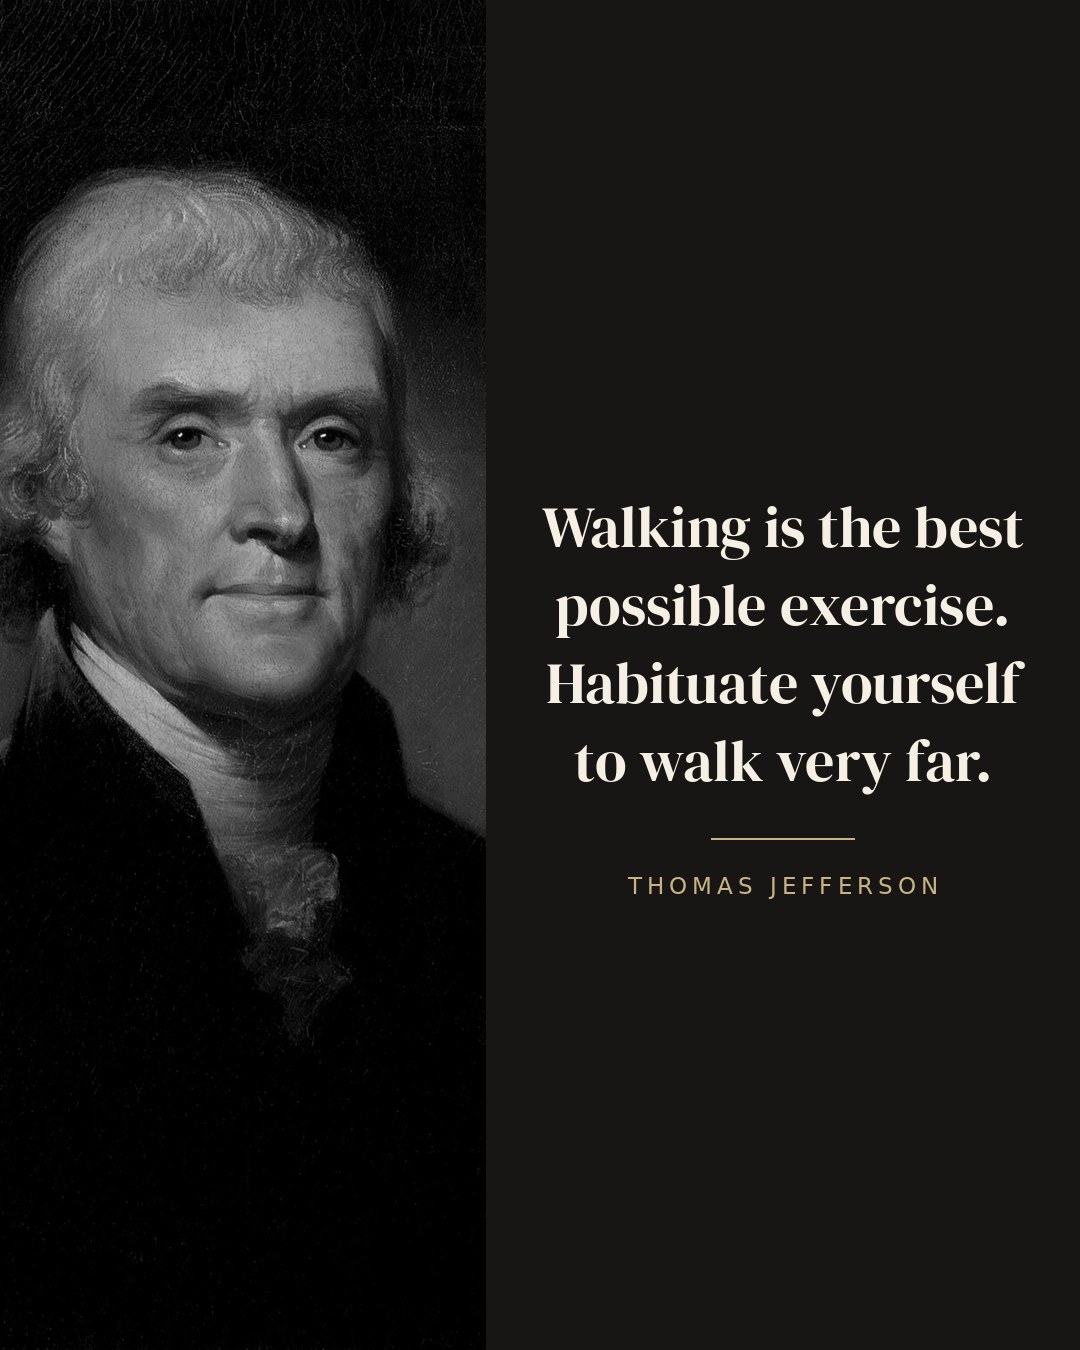 Walking is the best
possible exercise.
Habituate yourself
to walk very far.
THOMAS JEFFERSON